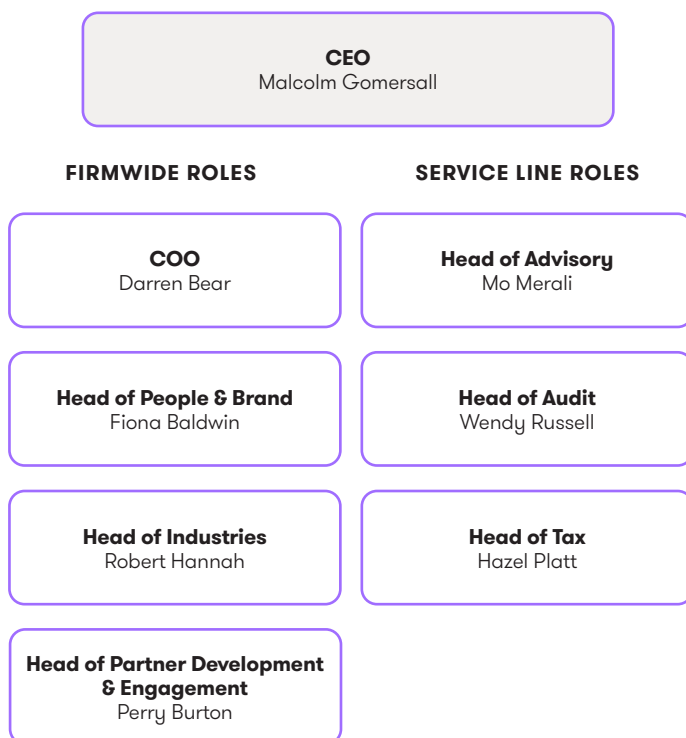 CEO
Malcolm Gomersall
FIRMWIDE ROLES
SERVICE LINE ROLES
COO
Darren Bear
Head of Advisory
Mo Merali
Head of People & Brand
Fiona Baldwin
Head of Audit
Wendy Russell
Head of Industries
Robert Hannah
Head of Tax
Hazel Platt
Head of Partner Development
& Engagement
Perry Burton